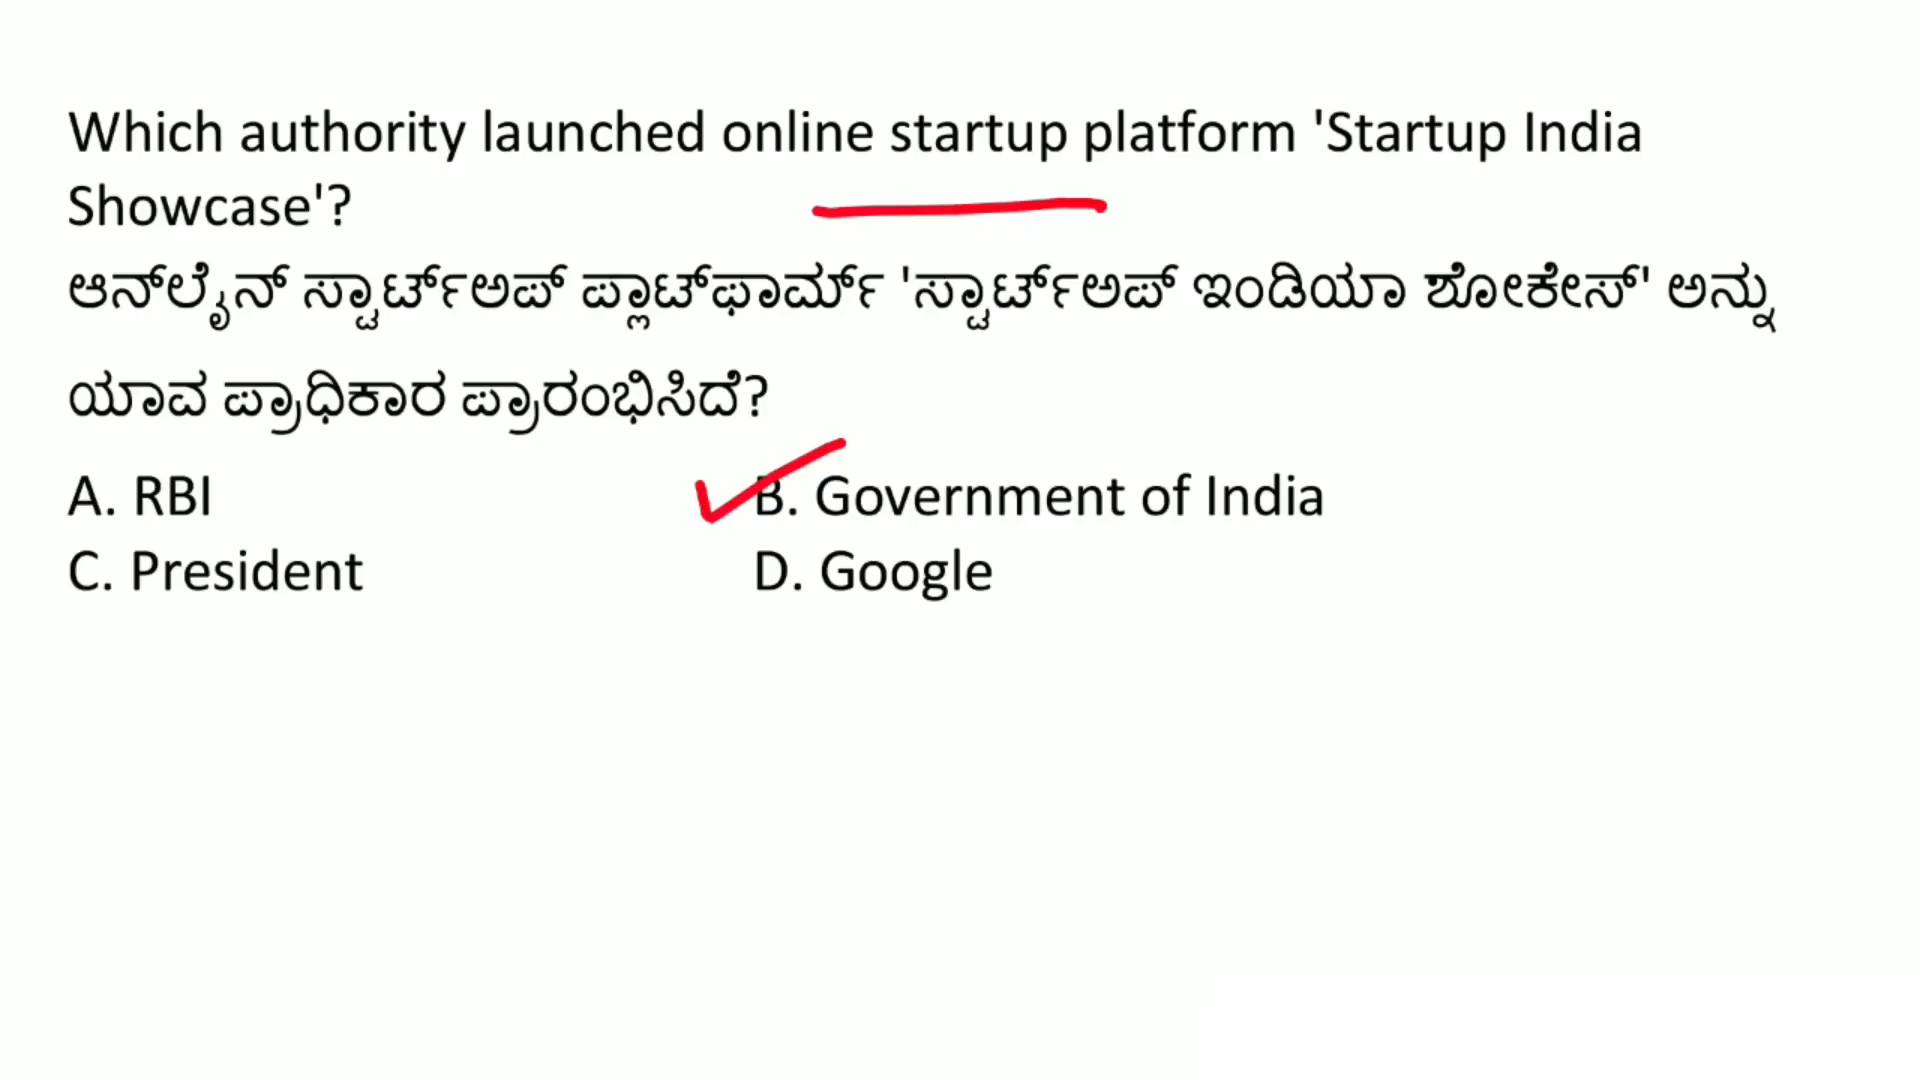 Which authority launched online startup platform 'Startup India
Showcase'?
ಆನ್‌ಲೈನ್ ಸ್ಟಾರ್ಟ್ಅಪ್ ಪ್ಲಾಟ್‌ಫಾರ್ಮ್ 'ಸ್ಟಾರ್ಟ್ಅಪ್ ಇಂಡಿಯಾ ಶೋಕೇಸ್' ಅನ್ನು
ಯಾವ ಪ್ರಾಧಿಕಾರ ಪ್ರಾರಂಭಿಸಿದೆ?
A. RBI B. Government of India
C. President D. Google